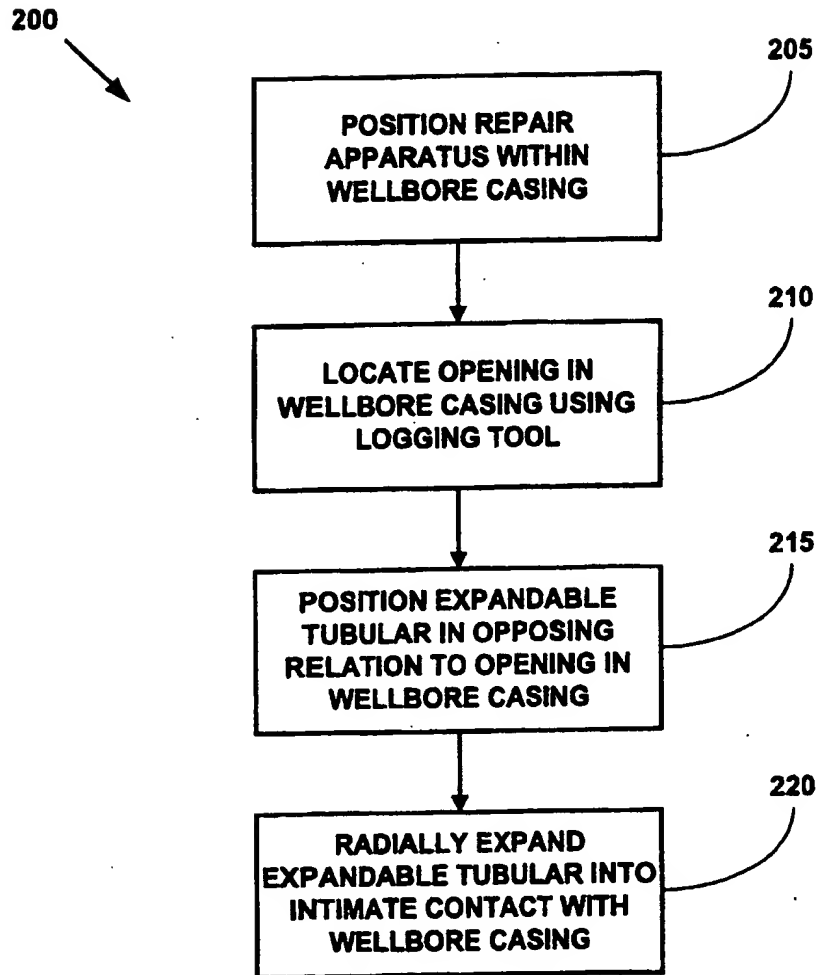 200
205
POSITION REPAIR
APPARATUS WITHIN
WELLBORE CASING
210
LOCATE OPENING IN
WELLBORE CASING USING
LOGGING TOOL
215
POSITION EXPANDABLE
TUBULAR IN OPPOSING
RELATION TO OPENING IN
WELLBORE CASING
220
RADIALLY EXPAND
EXPANDABLE TUBULAR INTO
INTIMATE CONTACT WITH
WELLBORE CASING